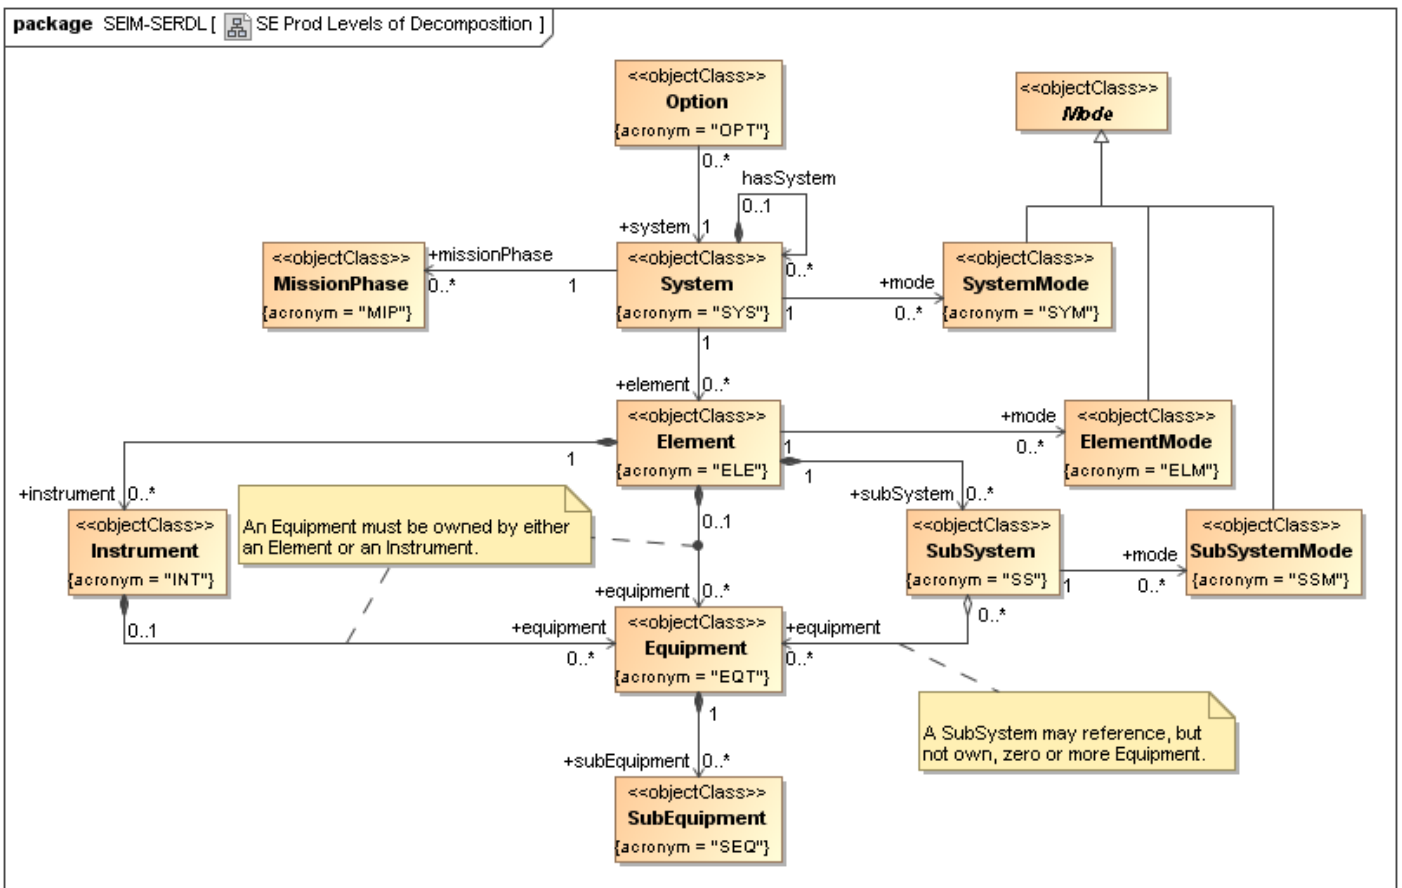 package SEIM-SERDL [ SE Prod Levels of Decomposition ]
<<objectClass>>
Option
{acronym = "OPT"}
0..*
+system
1
hasSystem
0..1
0..*
<<objectClass>>
Mode
<<objectClass>>
MissionPhase
{acronym = "MIP"}
+missionPhase
0..*
1
<<objectClass>>
System
{acronym = "SYS"}
+mode
1
0..*
<<objectClass>>
SystemMode
{acronym = "SYM"}
1
+element
0..*
<<objectClass>>
Element
{acronym = "ELE"}
+mode
1
0..*
<<objectClass>>
ElementMode
{acronym = "ELM"}
1
+instrument
0..*
1
+subSystem
0..*
<<objectClass>>
Instrument
{acronym = "INT"}
An Equipment must be owned by either
an Element or an Instrument.
0..1
<<objectClass>>
SubSystem
{acronym = "SS"}
+mode
1
0..*
<<objectClass>>
SubSystemMode
{acronym = "SSM"}
+equipment
0..*
0..1
+equipment
0..*
<<objectClass>>
Equipment
{acronym = "EQT"}
+equipment
0..*
0..*
A SubSystem may reference, but
not own, zero or more Equipment.
1
+subEquipment
0..*
<<objectClass>>
SubEquipment
{acronym = "SEQ"}